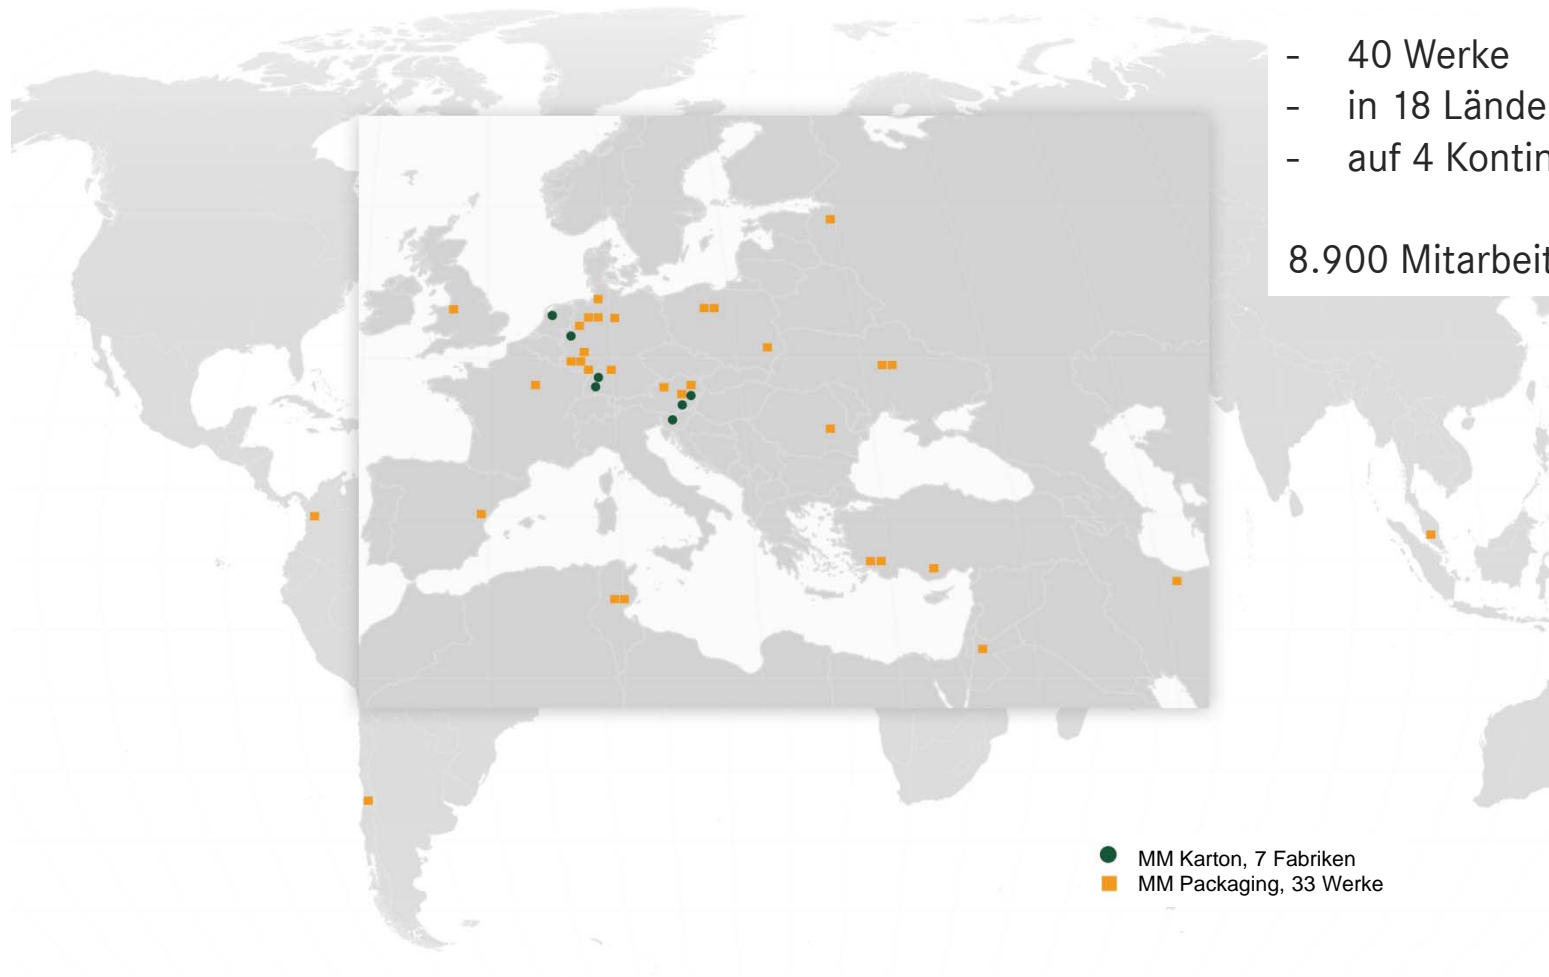 - 40 Werke
- in 18 Lände
- auf 4 Kontin
8.900 Mitarbeit
MM Karton, 7 Fabriken
MM Packaging, 33 Werke